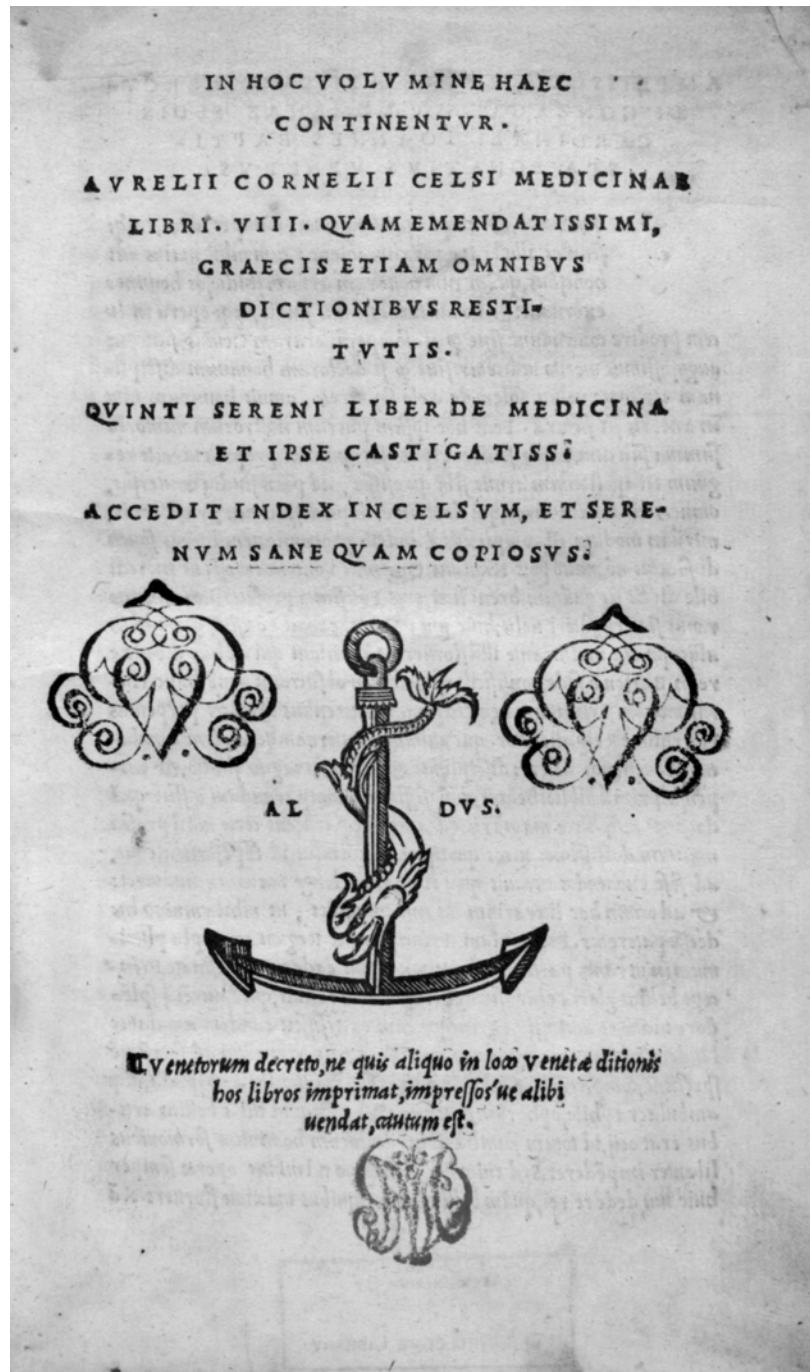 IN HOC VOLVMINE HAEC
CONTINENTVR.
AVRELII CORNELII CELSI MEDICINAE
LIBRI. VIII. QVAM EMENDATISSIMI,
GRAECIS ETIAM OMNIBVS
DICTIONIBVS RESTI-
TVTIS.
QVINTI SERENI LIBER DE MEDICINA
ET IPSE CASTIGATISS:
ACCEDIT INDEX IN CELSVM, ET SERE-
NVM SANE QVAM COPIOSVS:
AL DVS.
Venetorum decreto, ne quis aliquo in loco Venetæ ditionis
hos libros imprimat, impressos'ue alibi
uendat, cautum est.